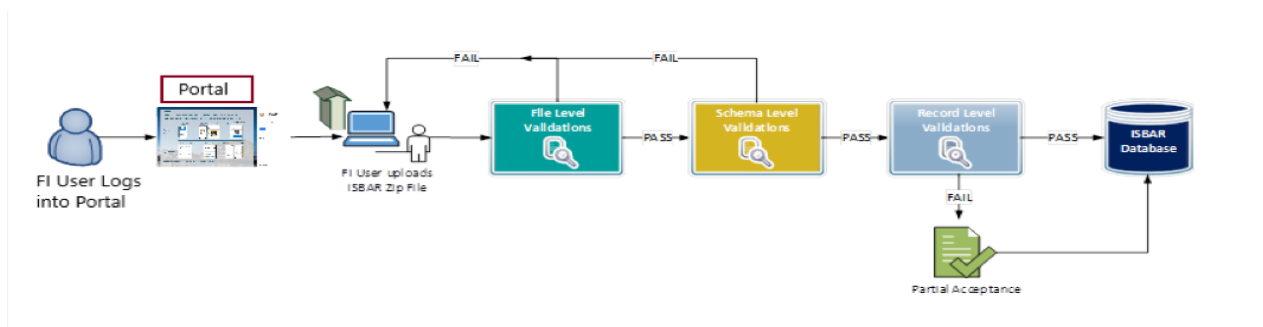 FAIL
FAIL
Portal
File Level
Validations
Schema Level
Validations
Record Level
Validations
ISBAR
Database
PASS
PASS
PASS
FI User Logs
into Portal
FI User uploads
ISBAR Zip File
FAIL
Partial Acceptance